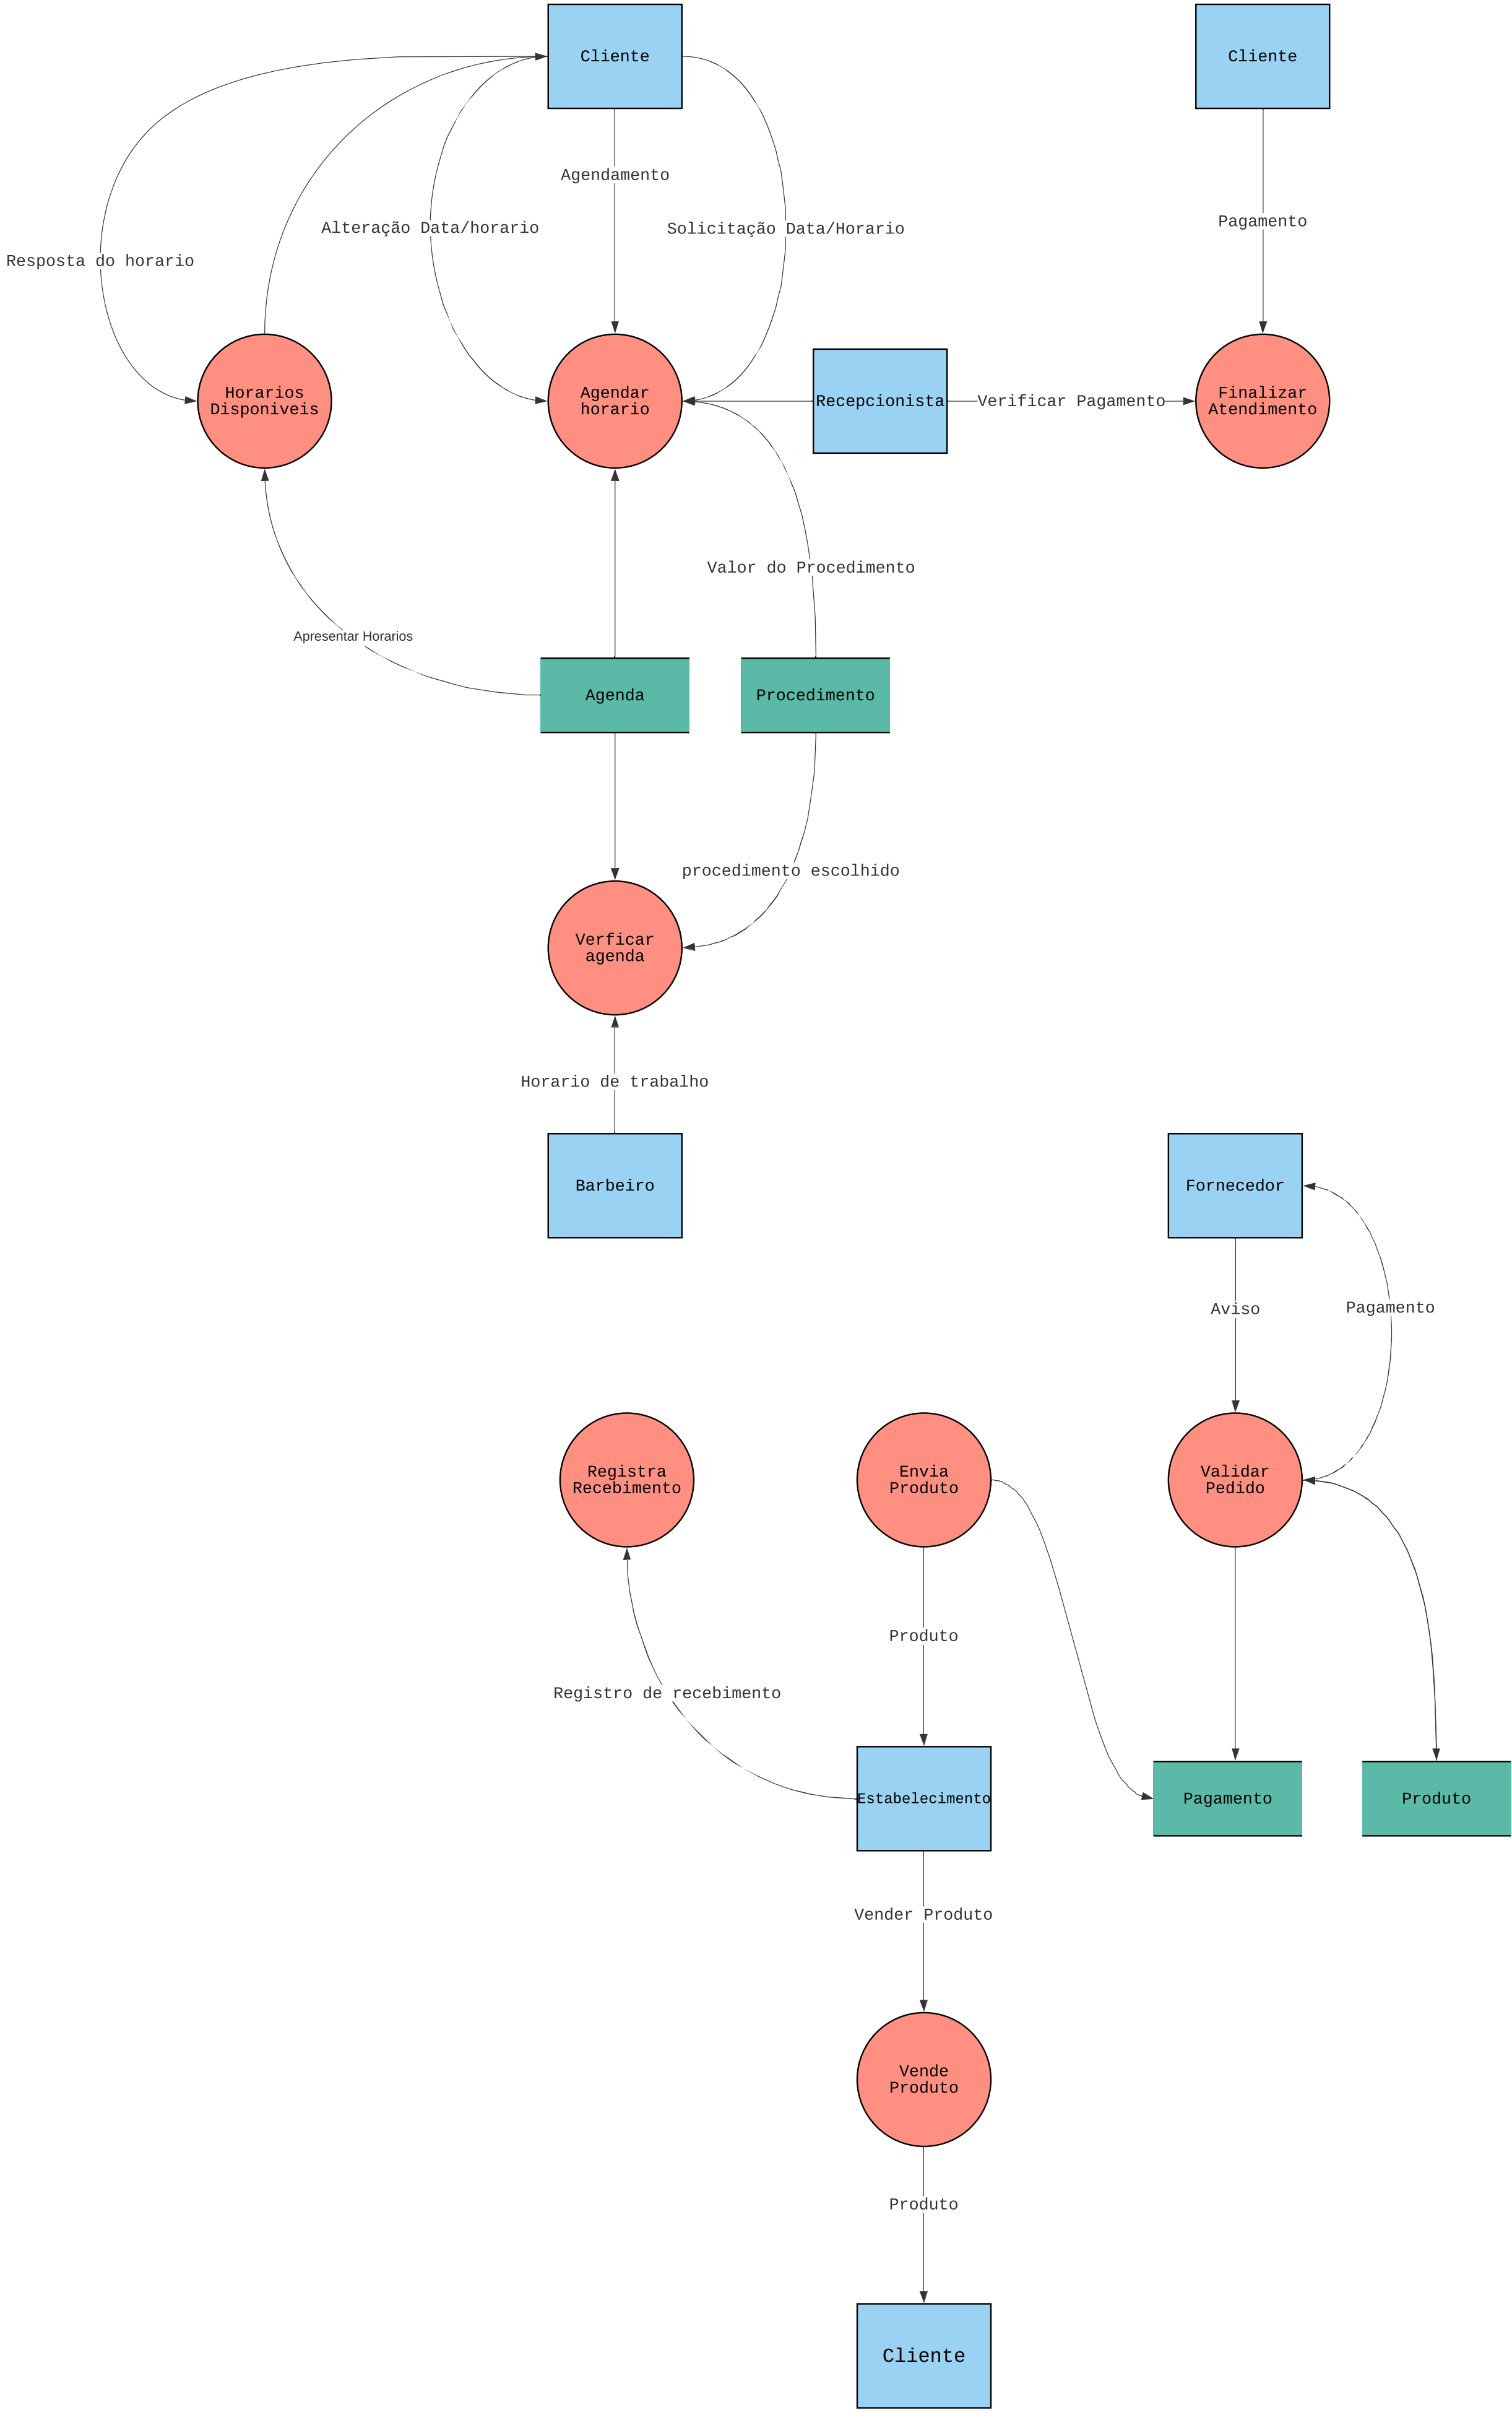 Cliente
Cliente
Agendamento
Pagamento
Alteração Data/horario
Solicitação Data/Horario
Resposta do horario
Horarios
Disponiveis
Agendar
horario
Recepcionista
Verificar Pagamento
Finalizar
Atendimento
Valor do Procedimento
Apresentar Horarios
Agenda
Procedimento
procedimento escolhido
Verficar
agenda
Horario de trabalho
Barbeiro
Fornecedor
Aviso
Pagamento
Registra
Recebimento
Envia
Produto
Validar
Pedido
Produto
Registro de recebimento
Estabelecimento
Pagamento
Produto
Vender Produto
Vende
Produto
Produto
Cliente